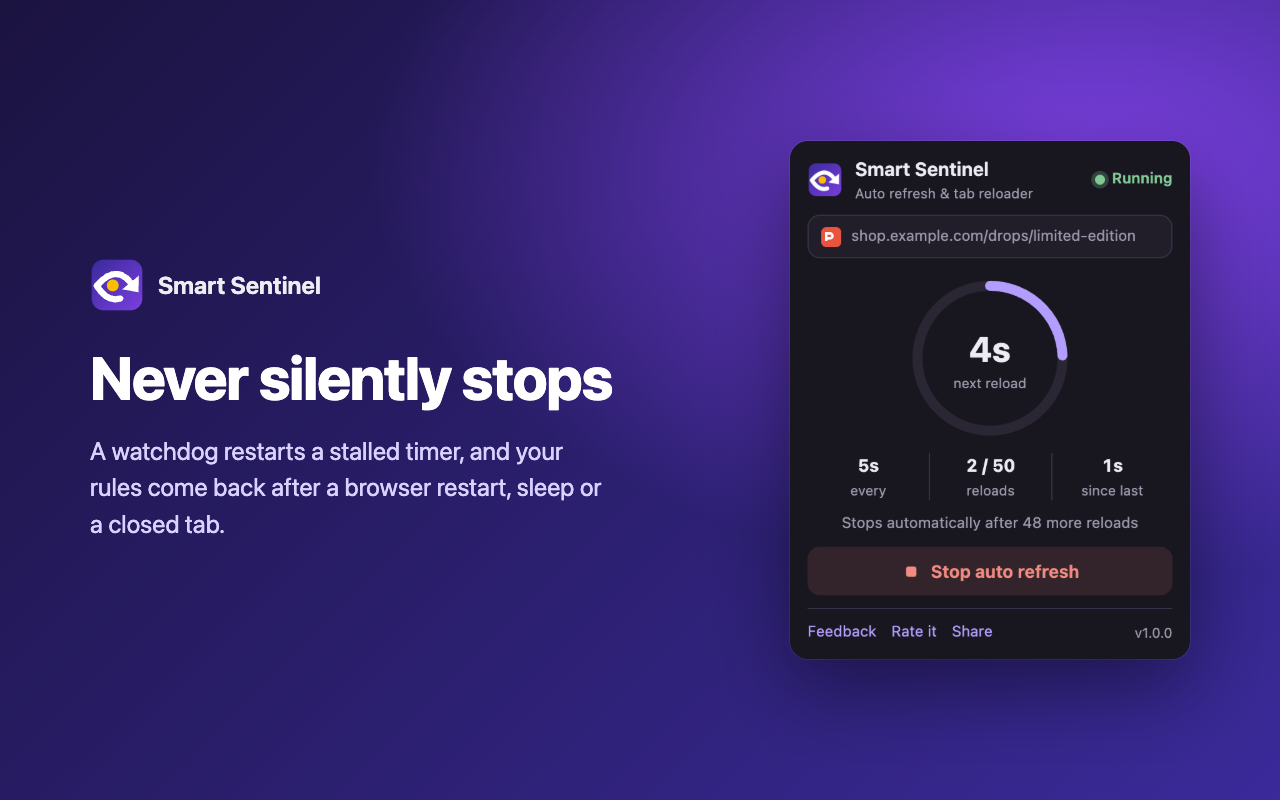 Smart Sentinel
Never silently stops
A watchdog restarts a stalled timer, and your
rules come back after a browser restart, sleep or
a closed tab.
Smart Sentinel
Auto refresh & tab reloader
Running
P shop.example.com/drops/limited-edition
4s
next reload
5s
every
2 / 50
reloads
1s
since last
Stops automatically after 48 more reloads
Stop auto refresh
Feedback Rate it Share
v1.0.0